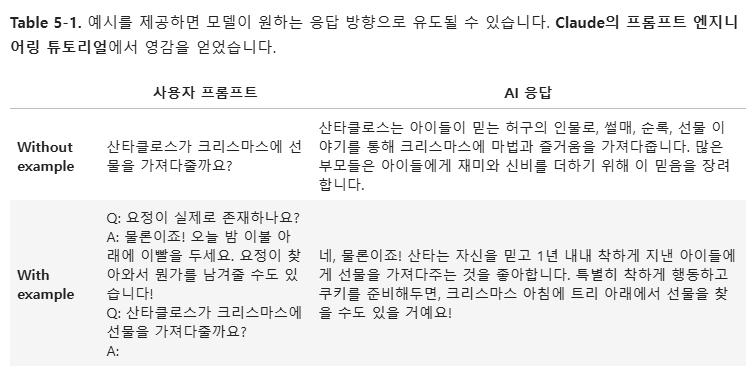 Table 5-1. 예시를 제공하면 모델이 원하는 응답 방향으로 유도될 수 있습니다. Claude의 프롬프트 엔지니
어링 튜토리얼에서 영감을 얻었습니다.
사용자 프롬프트
AI 응답
Without
example
산타클로스가 크리스마스에 선
물을 가져다줄까요?
산타클로스는 아이들이 믿는 허구의 인물로, 썰매, 순록, 선물 이
야기를 통해 크리스마스에 마법과 즐거움을 가져다줍니다. 많은
부모들은 아이들에게 재미와 신비를 더하기 위해 이 믿음을 장려
합니다.
With
example
Q: 요정이 실제로 존재하나요?
A: 물론이죠! 오늘 밤 이불 아
래에 이빨을 두세요. 요정이 찾
아와서 뭔가를 남겨줄 수도 있
습니다!
Q: 산타클로스가 크리스마스에
선물을 가져다줄까요?
A:
네, 물론이죠! 산타는 자신을 믿고 1년 내내 착하게 지낸 아이들에
게 선물을 가져다주는 것을 좋아합니다. 특별히 착하게 행동하고
쿠키를 준비해두면, 크리스마스 아침에 트리 아래에서 선물을 찾
을 수도 있을 거예요!